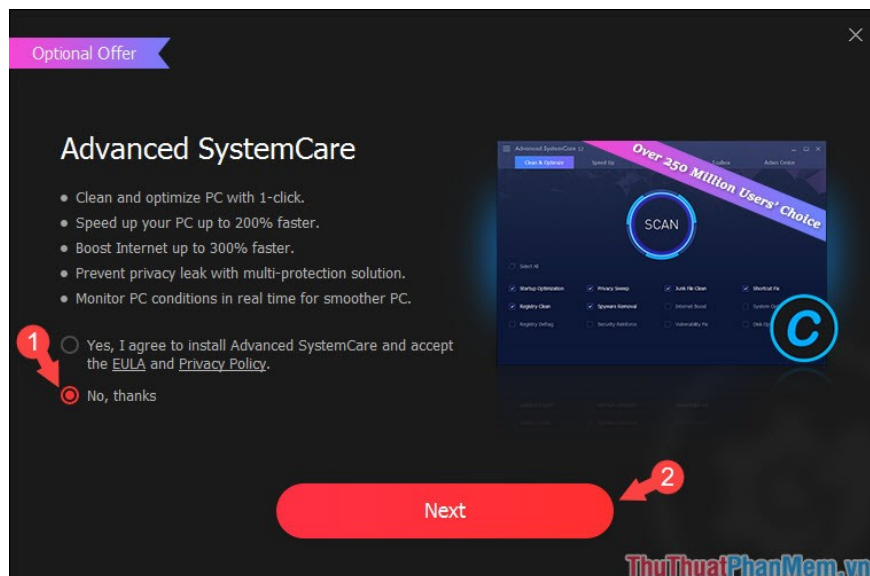 Optional Offer
Advanced SystemCare
Clean and optimize PC with 1-click.
Speed up your PC up to 200% faster.
Boost Internet up to 300% faster.
Prevent privacy leak with multi-protection solution.
Monitor PC conditions in real time for smoother PC.
1
Yes, I agree to install Advanced SystemCare and accept
the EULA and Privacy Policy.
No, thanks
Advanced SystemCare 12
Clean & Optimize Speed Up Toolbox Action Center
Over 250 Million Users' Choice
SCAN
Select All
Startup Optimization Privacy Sweep Junk File Clean Shortcut Fix
Registry Clean Spyware Removal Internet Boost System
Registry Defrag Security Reinforce Vulnerability Fix Disk
C
2
Next
ThuThuatPhanMem.vn